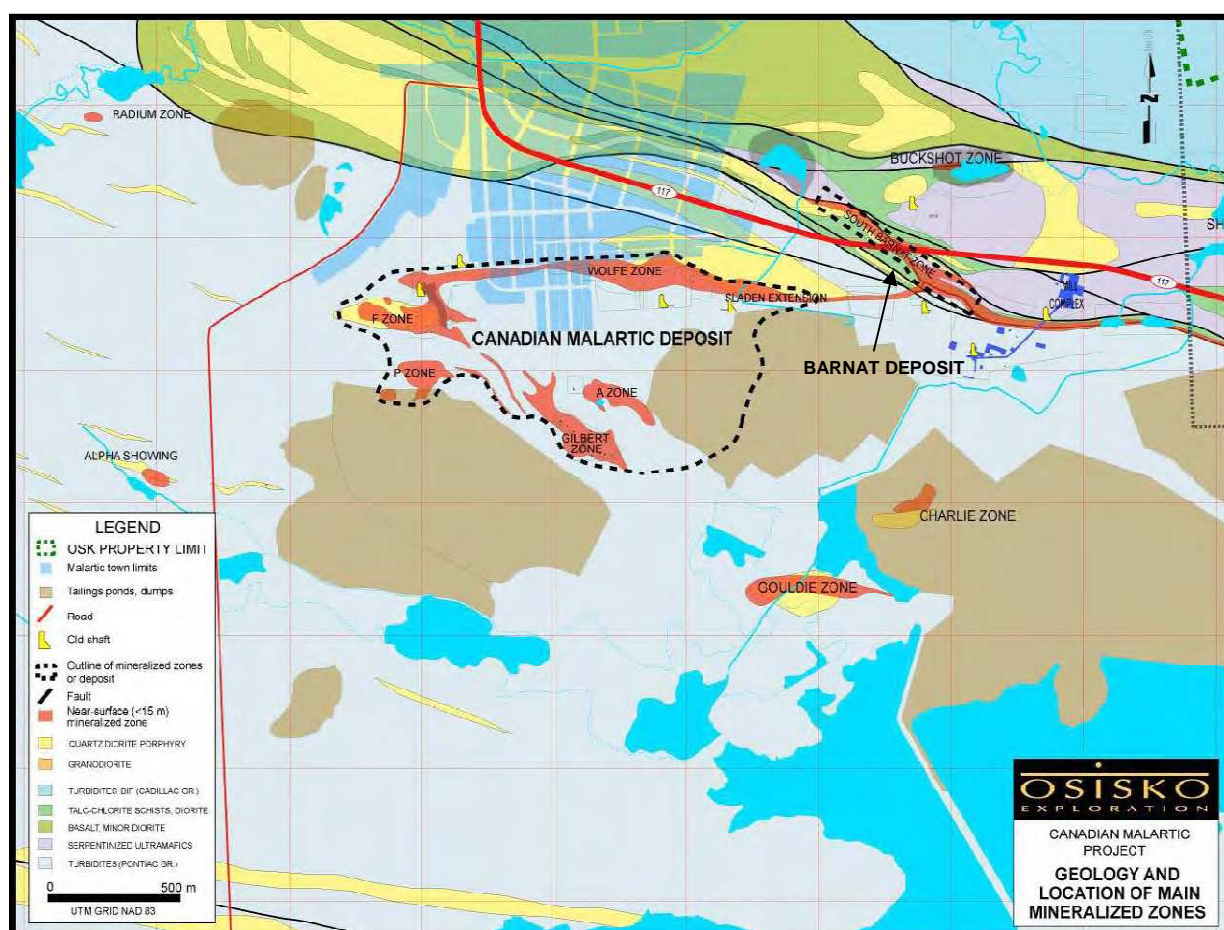 RADIUM ZONE
BUCKSHOT ZONE
N
117
SOUTH BARNAT ZONE
SH
WOLFE ZONE
SLADEN EXTENSION
117
COMPLEX
F ZONE
CANADIAN MALARTIC DEPOSIT
BARNAT DEPOSIT
P ZONE
A ZONE
GILBERT
ZONE
ALPHA SHOWING
CHARLIE ZONE
GOULDIE ZONE
LEGEND
OSK PROPERTY LIMIT
Malartic town limits
Tailings ponds, dumps
Road
Old shaft
Outline of mineralized zones
or deposit
Fault
Near-surface (<15 m)
mineralized zone
QUARTZ DIORITE PORPHYRY
GRANODIORITE
TURBIDITES BIF (CADILLAC GR.)
TALC-CHLORITE SCHISTS, DIORITE
BASALT, MINOR DIORITE
SERPENTINIZED ULTRAMAFICS
TURBIDITES (PONTIAC GR.)
0 500 m
UTM GRID NAD 83
OSISKO
EXPLORATION
CANADIAN MALARTIC
PROJECT
GEOLOGY AND
LOCATION OF MAIN
MINERALIZED ZONES